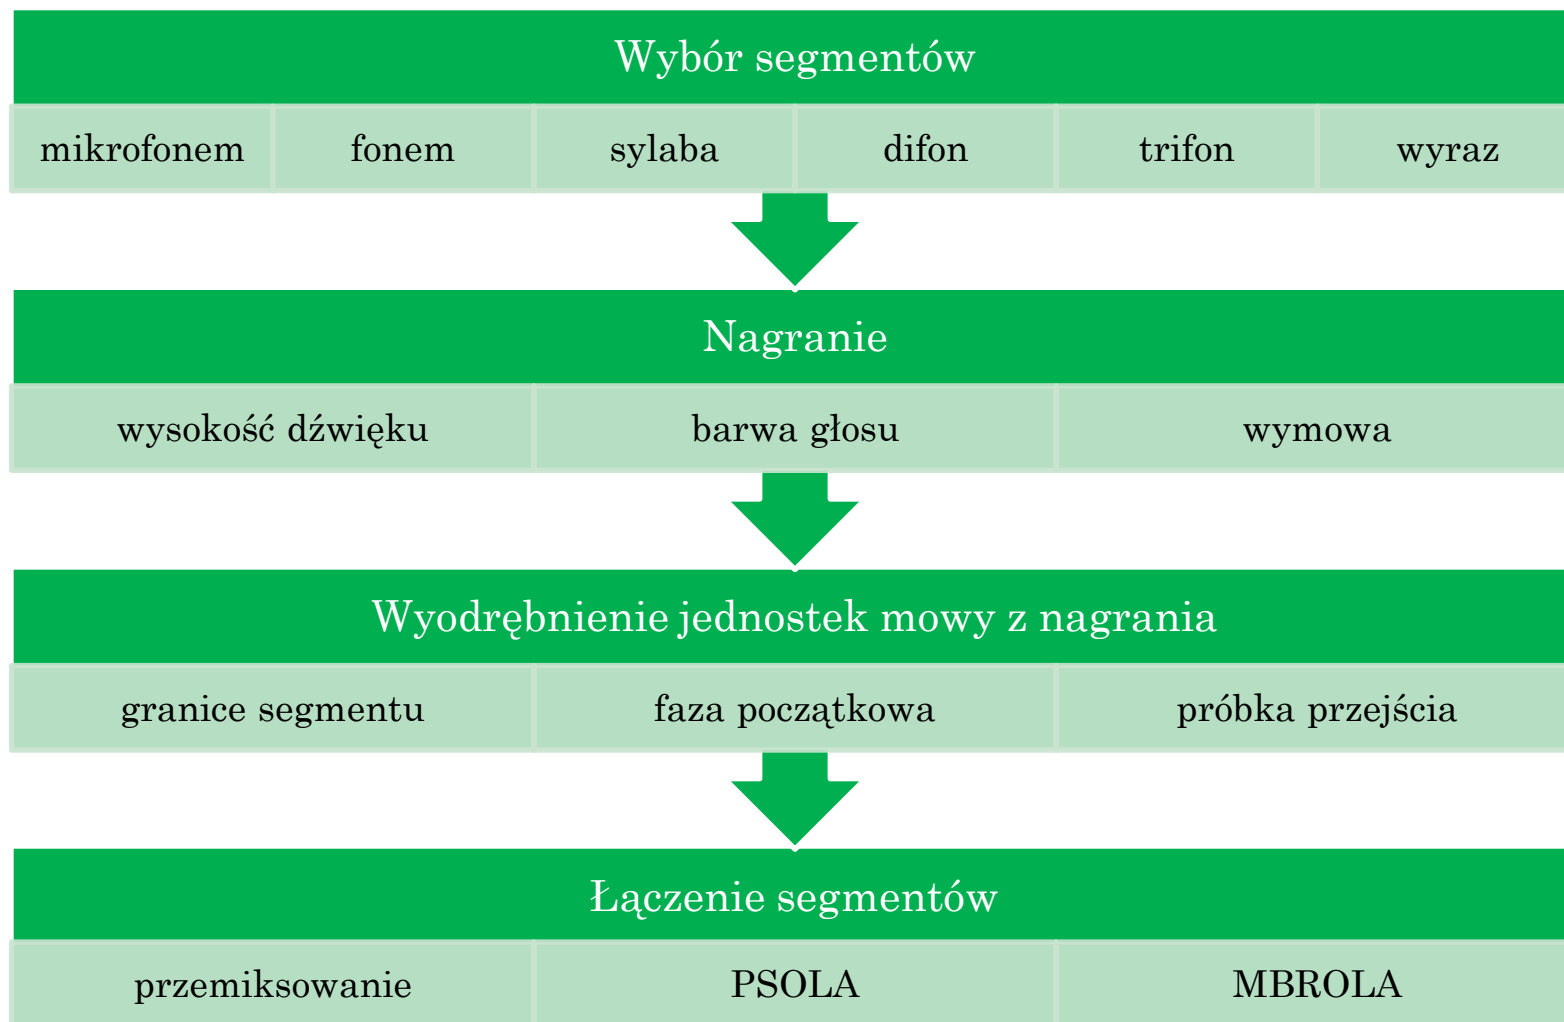 Wybór segmentów
mikrofonem fonem sylaba difon trifon wyraz
Nagranie
wysokość dźwięku barwa głosu wymowa
Wyodrębnienie jednostek mowy z nagrania
granice segmentu faza początkowa próbka przejścia
Łączenie segmentów
przemiksowanie PSOLA MBROLA